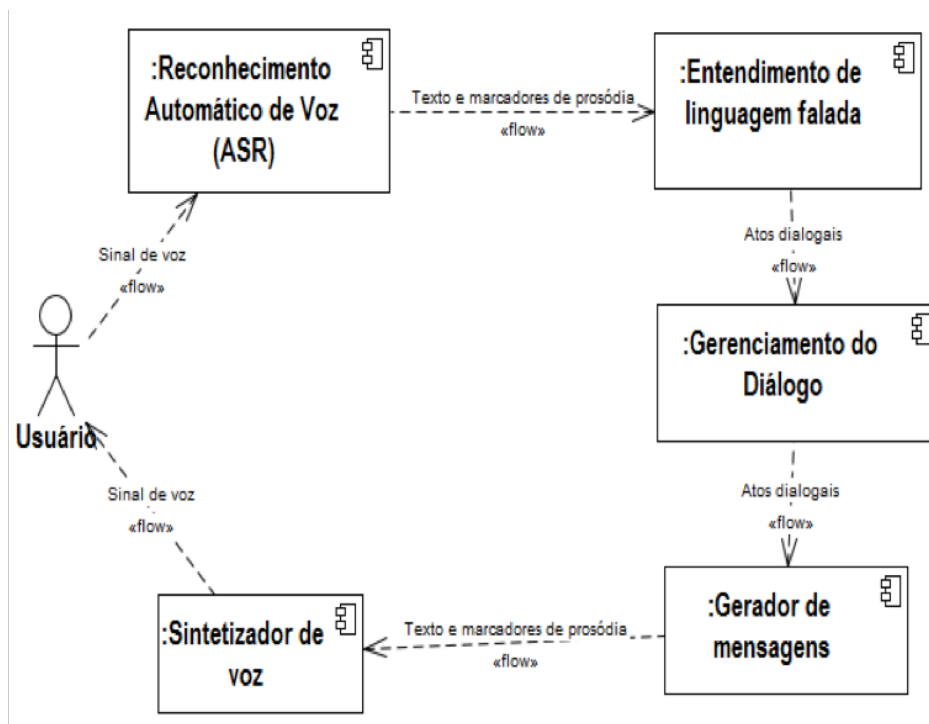 :Reconhecimento
Automático de Voz
(ASR)
Texto e marcadores de prosódia
«flow»
:Entendimento de
linguagem falada
Sinal de voz
«flow»
Atos dialogais
«flow»
Usuário
:Gerenciamento do
Diálogo
Atos dialogais
«flow»
Sinal de voz
«flow»
:Gerador de
mensagens
Texto e marcadores de prosódia
«flow»
:Sintetizador de
voz